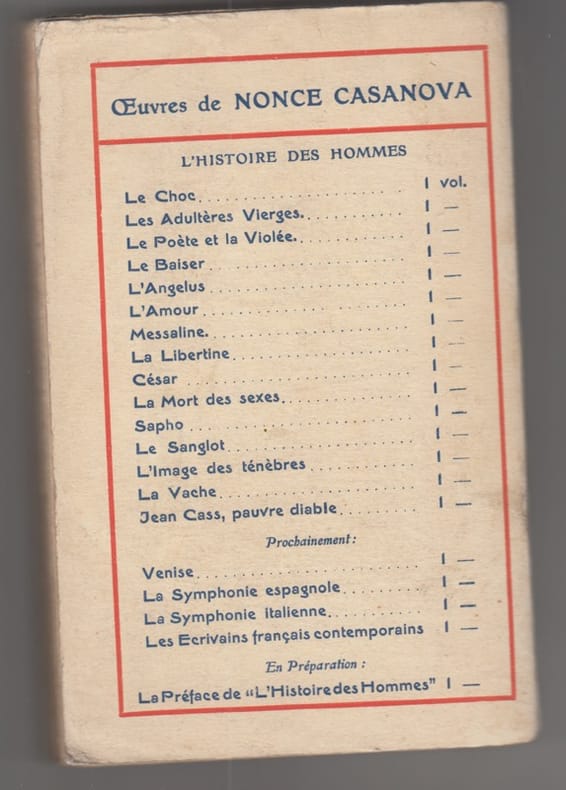 Œuvres de NONCE CASANOVA
L'HISTOIRE DES HOMMES
Le Choc. . . . . . . . . . . . . . . . . . . . . . . 1 vol.
Les Adultères Vierges. . . . . . . . . . . . 1 —
Le Poète et la Violée. . . . . . . . . . . . . 1 —
Le Baiser . . . . . . . . . . . . . . . . . . . . . . 1 —
L'Angelus . . . . . . . . . . . . . . . . . . . . . . 1 —
L'Amour . . . . . . . . . . . . . . . . . . . . . . . 1 —
Messaline. . . . . . . . . . . . . . . . . . . . . . 1 —
La Libertine . . . . . . . . . . . . . . . . . . . . 1 —
César . . . . . . . . . . . . . . . . . . . . . . . . . 1 —
La Mort des sexes. . . . . . . . . . . . . . . 1 —
Sapho . . . . . . . . . . . . . . . . . . . . . . . . . 1 —
Le Sanglot . . . . . . . . . . . . . . . . . . . . . 1 —
L'Image des ténèbres . . . . . . . . . . . . 1 —
La Vache . . . . . . . . . . . . . . . . . . . . . . 1 —
Jean Cass, pauvre diable . . . . . . . . . 1 —
Prochainement :
Venise . . . . . . . . . . . . . . . . . . . . . . . . . 1 —
La Symphonie espagnole . . . . . . . . . 1 —
La Symphonie italienne. . . . . . . . . . . 1 —
Les Ecrivains français contemporains 1 —
En Préparation :
La Préface de "L'Histoire des Hommes" 1 —